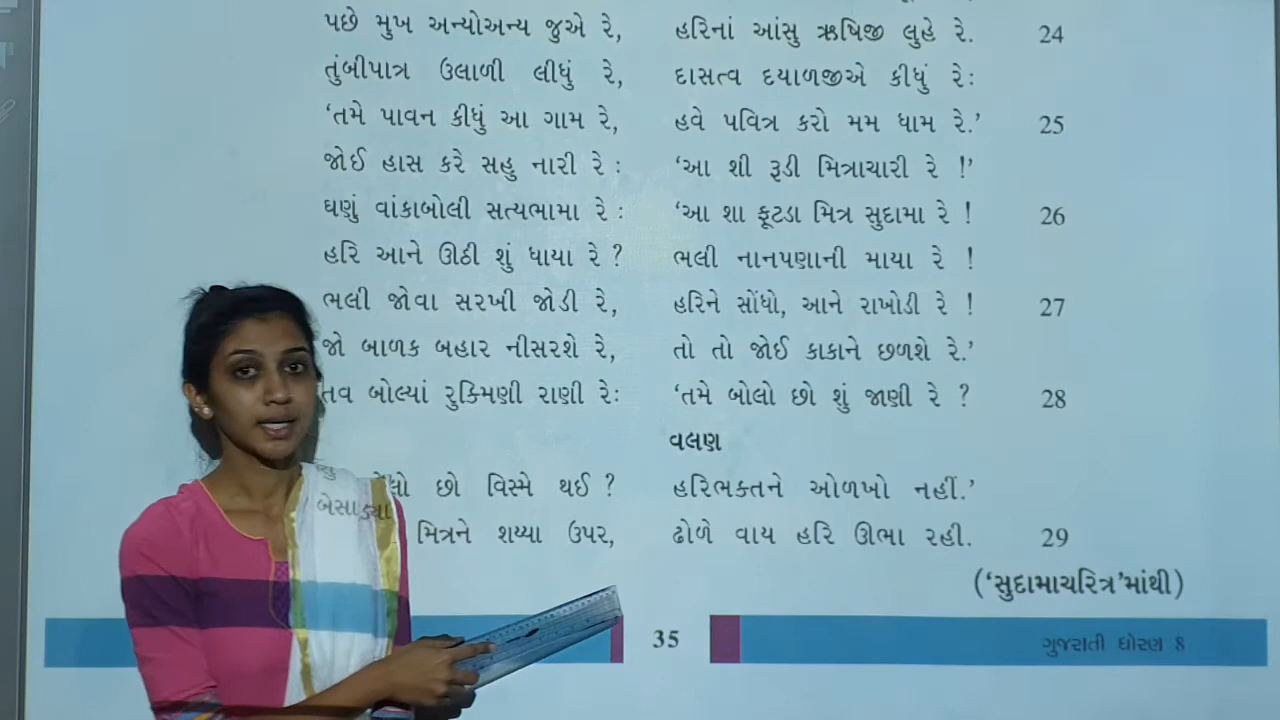 પછે મુખ અન્યોઅન્ય જુએ રે, હરિનાં આંસુ ઋષિજી લુહે રે. 24
તુંબીપાત્ર ઉલાળી લીધું રે, દાસત્વ દયાળજીએ કીધું રેઃ
‘તમે પાવન કીધું આ ગામ રે, હવે પવિત્ર કરો મમ ધામ રે.’ 25
જોઈ હાસ કરે સહુ નારી રે : ‘આ શી રૂડી મિત્રાચારી રે !’
ઘણું વાંકાબોલી સત્યભામા રે : ‘આ શા ફૂટડા મિત્ર સુદામા રે ! 26
હરિ આને ઊઠી શું ધાયા રે ? ભલી નાનપણાની માયા રે !
ભલી જોવા સરખી જોડી રે, હરિને સોંધો, આને રાખોડી રે ! 27
જો બાળક બહાર નીસરશે રે, તો તો જોઈ કાકાને છળશે રે.’
તવ બોલ્યાં રુક્મિણી રાણી રેઃ ‘તમે બોલો છો શું જાણી રે ? 28
વલણ
છો વિસ્મે થઈ ? હરિભક્તને ઓળખો નહીં.’
બેસાડ્યા મિત્રને શય્યા ઉપર, ઢોળે વાય હરિ ઊભા રહી. 29
(‘સુદામાચરિત્ર’માંથી)
35 ગુજરાતી ધોરણ 8